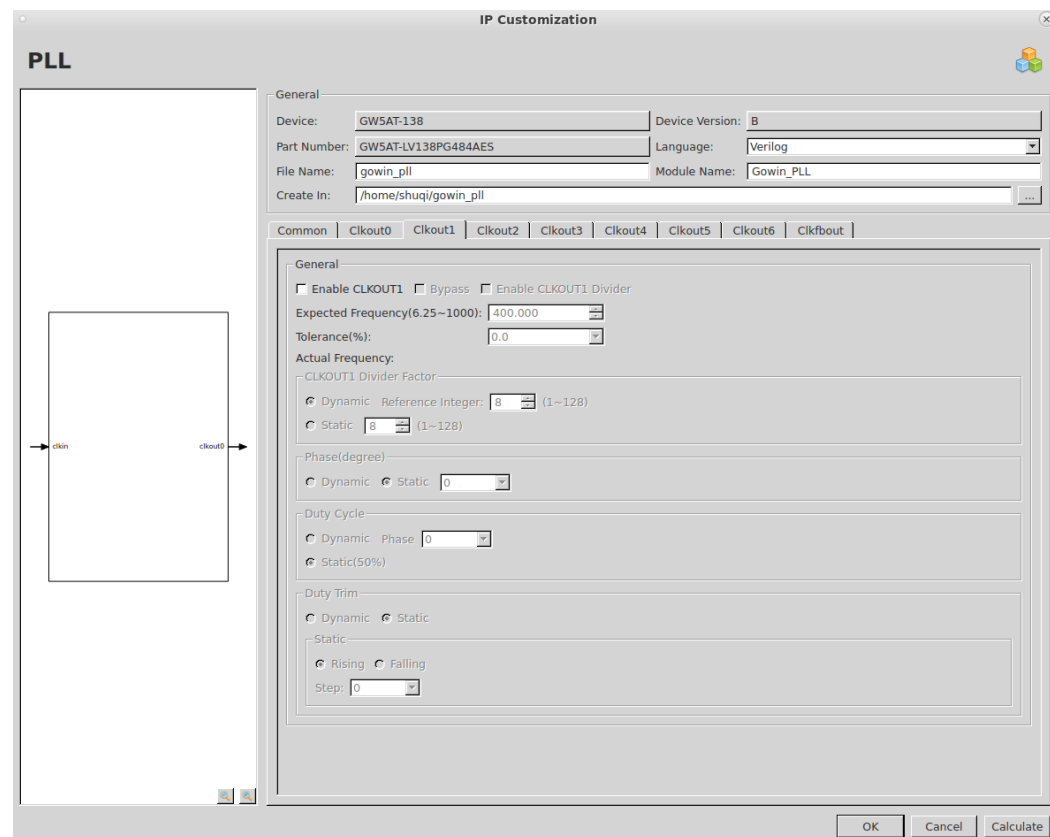 IP Customization
PLL
General
Device: GW5AT-138 Device Version: B
Part Number: GW5AT-LV138PG484AES Language: Verilog
File Name: gowin_pll Module Name: Gowin_PLL
Create In: /home/shuqi/gowin_pll ...
Common Clkout0 Clkout1 Clkout2 Clkout3 Clkout4 Clkout5 Clkout6 Clkfbout
General
Enable CLKOUT1 Bypass Enable CLKOUT1 Divider
Expected Frequency(6.25~1000): 400.000
Tolerance(%): 0.0
Actual Frequency:
CLKOUT1 Divider Factor
Dynamic Reference Integer: 8 (1~128)
Static 8 (1~128)
clkin clkout0
Phase(degree)
Dynamic Static 0
Duty Cycle
Dynamic Phase 0
Static(50%)
Duty Trim
Dynamic Static
Static
Rising Falling
Step: 0
OK Cancel Calculate